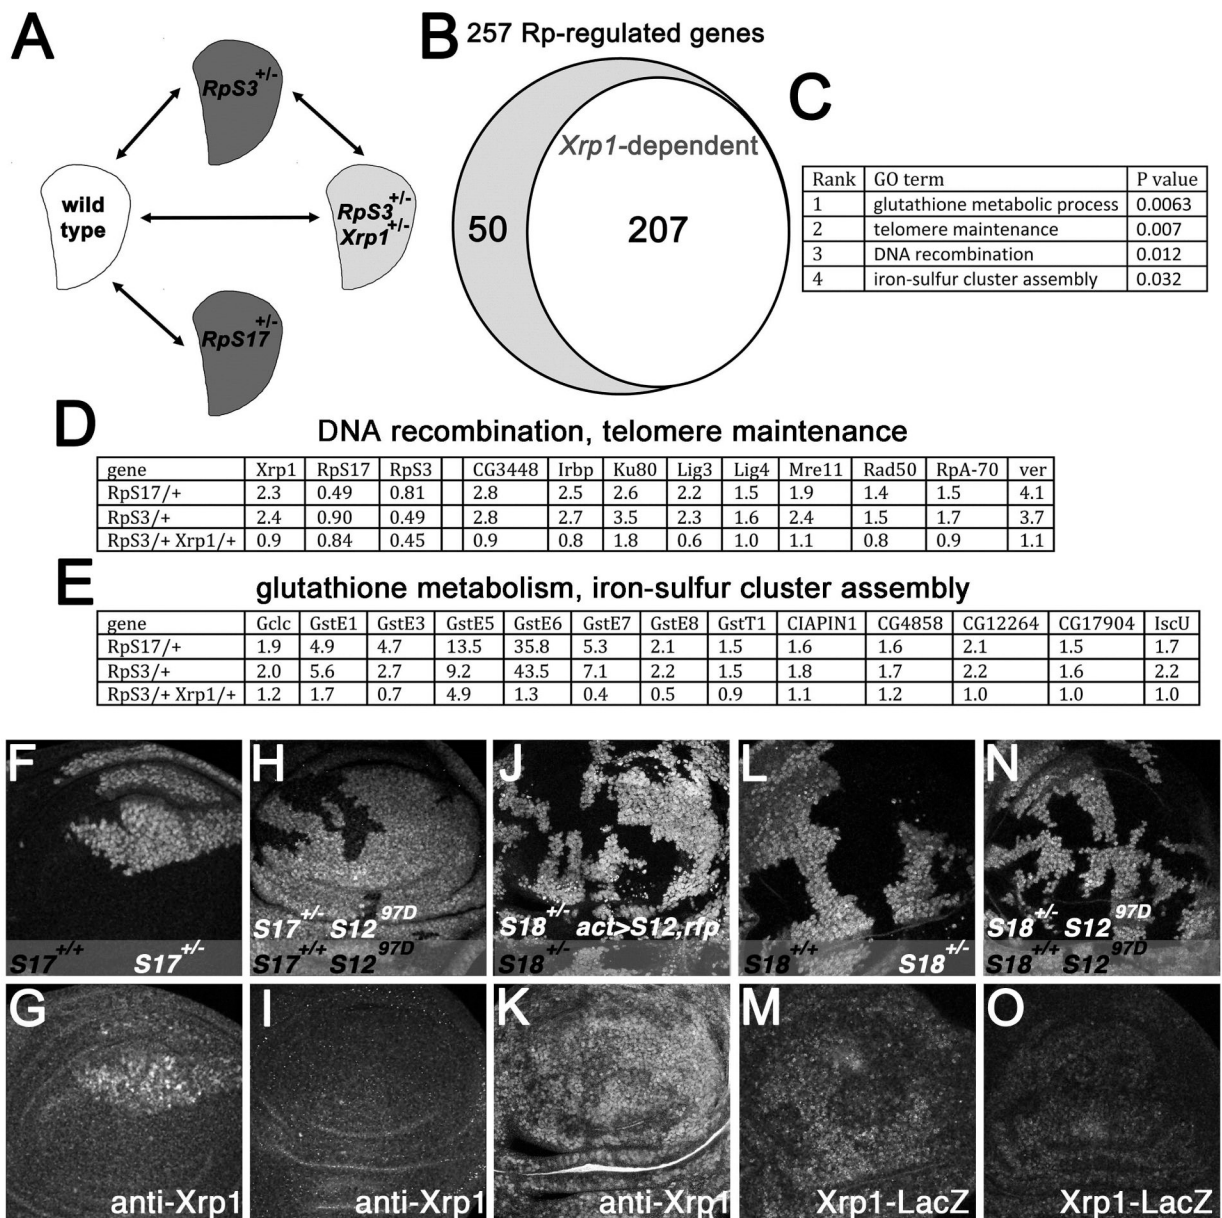 A
RpS3+/-
wild
type
RpS3+/-
Xrp1+/-
RpS17+/-
B
257 Rp-regulated genes
Xrp1-dependent
50
207
C
Rank GO term P value
1 glutathione metabolic process 0.0063
2 telomere maintenance 0.007
3 DNA recombination 0.012
4 iron-sulfur cluster assembly 0.032
D
DNA recombination, telomere maintenance
gene Xrp1 RpS17 RpS3 CG3448 Irbp Ku80 Lig3 Lig4 Mre11 Rad50 RpA-70 ver
RpS17/+ 2.3 0.49 0.81 2.8 2.5 2.6 2.2 1.5 1.9 1.4 1.5 4.1
RpS3/+ 2.4 0.90 0.49 2.8 2.7 3.5 2.3 1.6 2.4 1.5 1.7 3.7
RpS3/+ Xrp1/+ 0.9 0.84 0.45 0.9 0.8 1.8 0.6 1.0 1.1 0.8 0.9 1.1
E
glutathione metabolism, iron-sulfur cluster assembly
gene Gclc GstE1 GstE3 GstE5 GstE6 GstE7 GstE8 GstT1 CIAPIN1 CG4858 CG12264 CG17904 IscU
RpS17/+ 1.9 4.9 4.7 13.5 35.8 5.3 2.1 1.5 1.6 1.6 2.1 1.5 1.7
RpS3/+ 2.0 5.6 2.7 9.2 43.5 7.1 2.2 1.5 1.8 1.7 2.2 1.6 2.2
RpS3/+ Xrp1/+ 1.2 1.7 0.7 4.9 1.3 0.4 0.5 0.9 1.1 1.2 1.0 1.0 1.0
F
S17+/+ S17+/-
H
S17+/- S12 97D
S17+/+ S12 97D
J
S18+/- act>S12,rfp
S18+/-
L
S18+/+ S18+/-
N
S18+/- S12 97D
S18+/+ S12 97D
G
anti-Xrp1
I
anti-Xrp1
K
anti-Xrp1
M
Xrp1-LacZ
O
Xrp1-LacZ